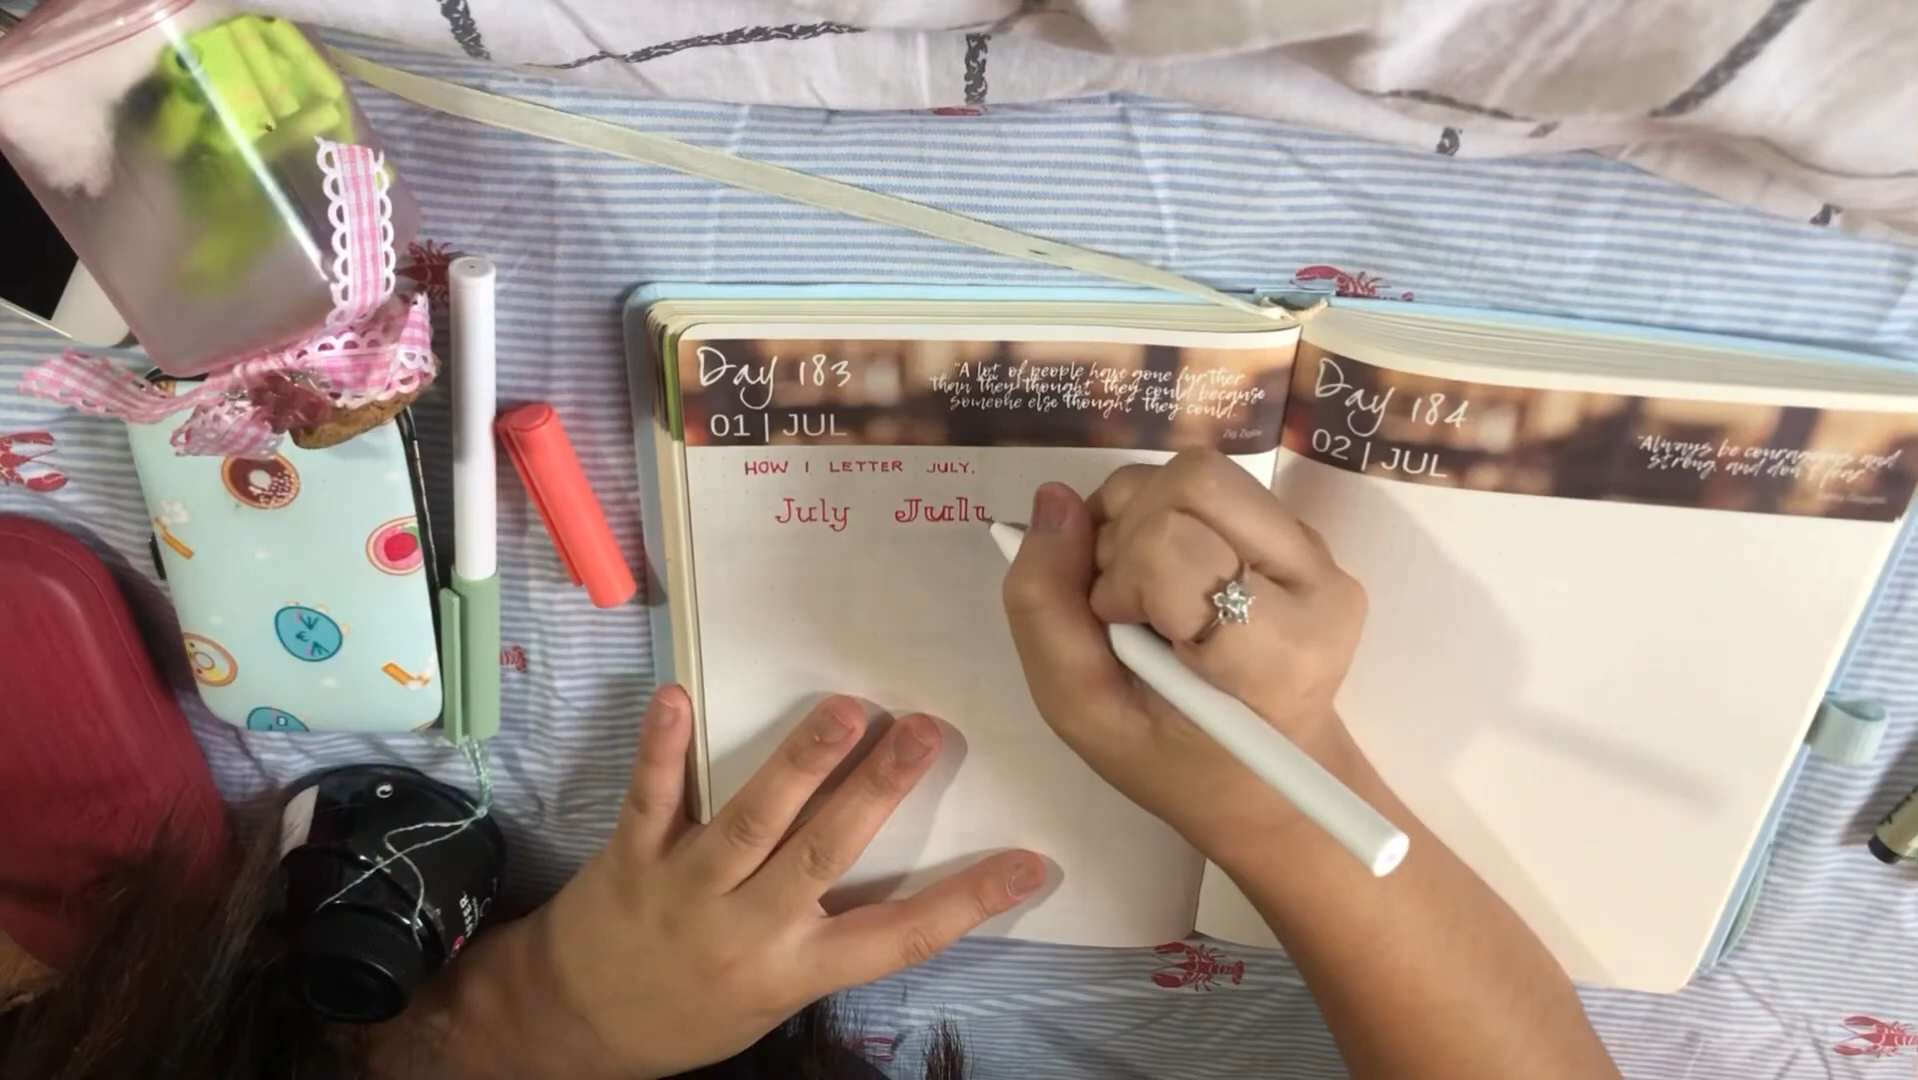 Day 183
01 | JUL
"A lot of people have gone further
than they thought they could because
someone else thought they could."
Zig Ziglar
HOW I LETTER JULY.
July Julu
Day 184
02 | JUL
"Always be courageous and
strong, and don't fear"